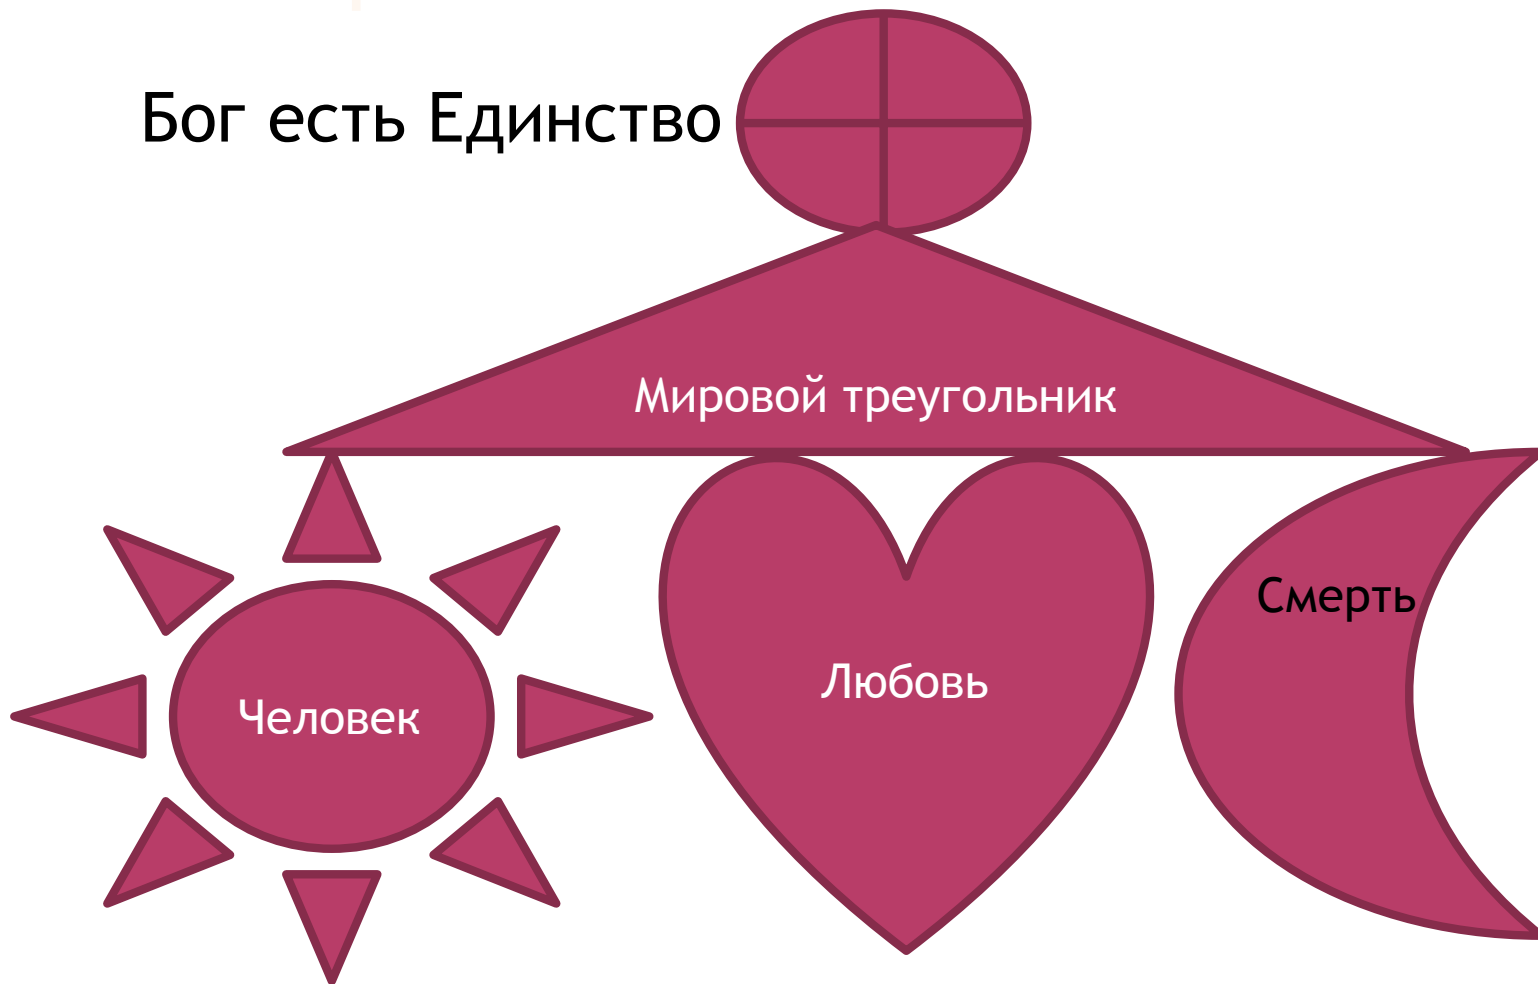 Бог есть Единство
Мировой треугольник
Человек
Любовь
Смерть